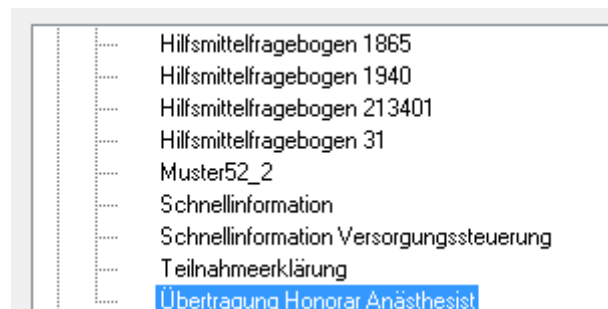 Hilfsmittelfragebogen 1865
Hilfsmittelfragebogen 1940
Hilfsmittelfragebogen 213401
Hilfsmittelfragebogen 31
Muster52_2
Schnellinformation
Schnellinformation Versorgungssteuerung
Teilnahmeerklärung
Übertragung Honorar Anästhesist